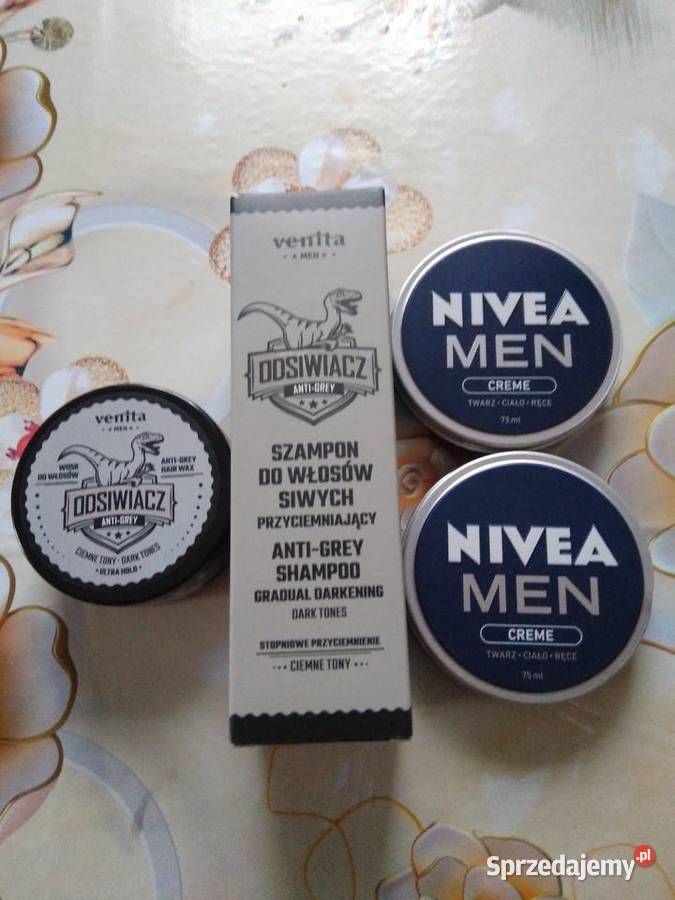 venita
MEN
WOSK
DO WŁOSÓW
ANTI-GREY
HAIR WAX
ODSIWIACZ
ANTI-GREY
CIEMNE TONY · DARK TONES
• ULTRA HOLD •
venita
MEN
ODSIWIACZ
ANTI-GREY
SZAMPON
DO WŁOSÓW
SIWYCH
PRZYCIEMNIAJĄCY
ANTI-GREY
SHAMPOO
GRADUAL DARKENING
DARK TONES
STOPNIOWE PRZYCIEMNIENIE
••• CIEMNE TONY •••
NIVEA
MEN
CREME
TWARZ • CIAŁO • RĘCE
75 ml
NIVEA
MEN
CREME
TWARZ • CIAŁO • RĘCE
75 ml
Sprzedajemy.pl